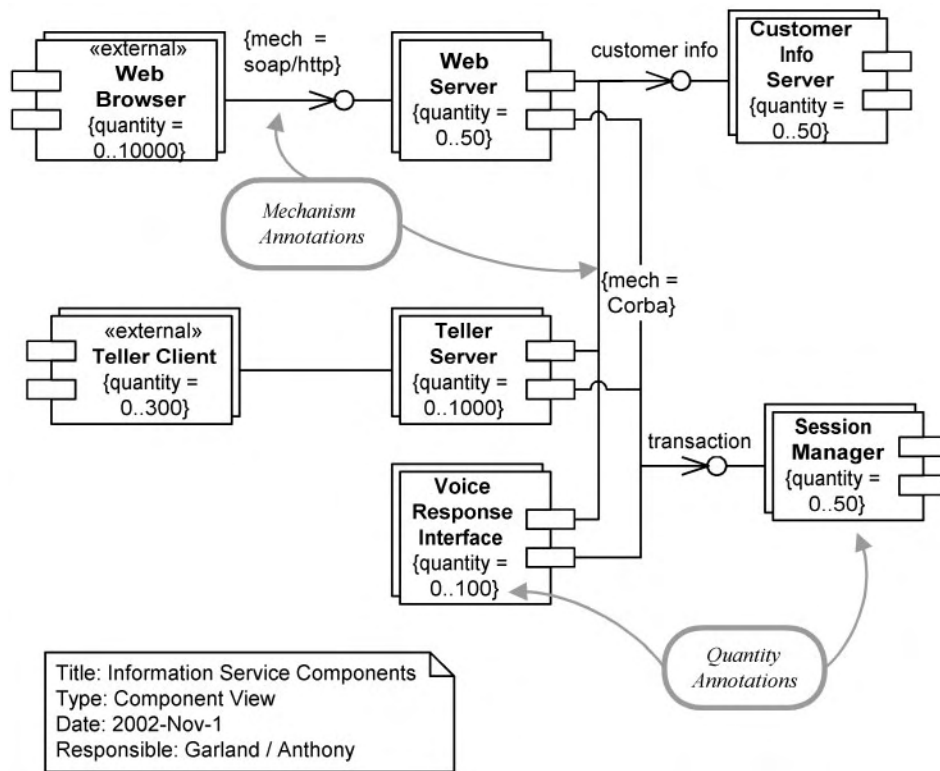 «external»
Web
Browser
{quantity =
0..10000}
{mech =
soap/http}
Web
Server
{quantity =
0..50}
customer info
Customer
Info
Server
{quantity =
0..50}
Mechanism
Annotations
{mech =
Corba}
«external»
Teller Client
{quantity =
0..300}
Teller
Server
{quantity =
0..1000}
transaction
Session
Manager
{quantity =
0..50}
Voice
Response
Interface
{quantity =
0..100}
Quantity
Annotations
Title: Information Service Components
Type: Component View
Date: 2002-Nov-1
Responsible: Garland / Anthony